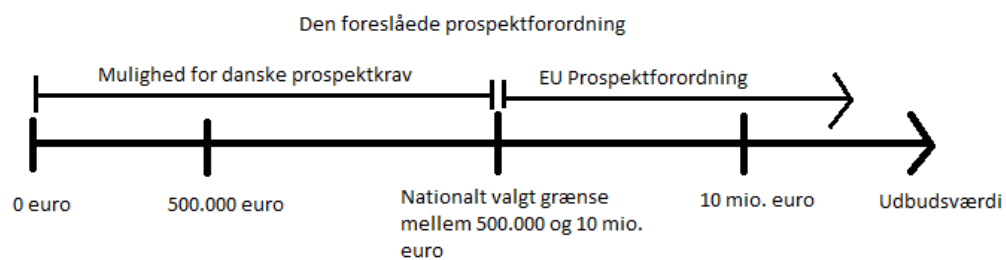 Den foreslåede prospektforordning
Mulighed for danske prospektkrav
EU Prospektforordning
0 euro
500.000 euro
Nationalt valgt grænse
mellem 500.000 og 10 mio.
euro
10 mio. euro
Udbudsværdi